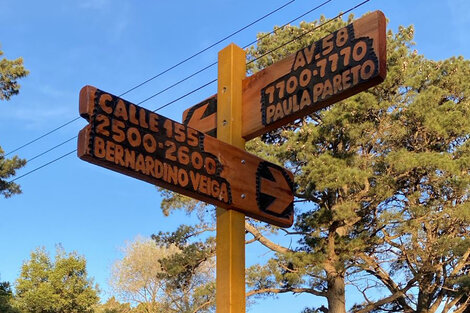 CALLE 155
2500-2600
BERNARDINO VEIGA
AV. 58
7700-7770
PAULA PARETO